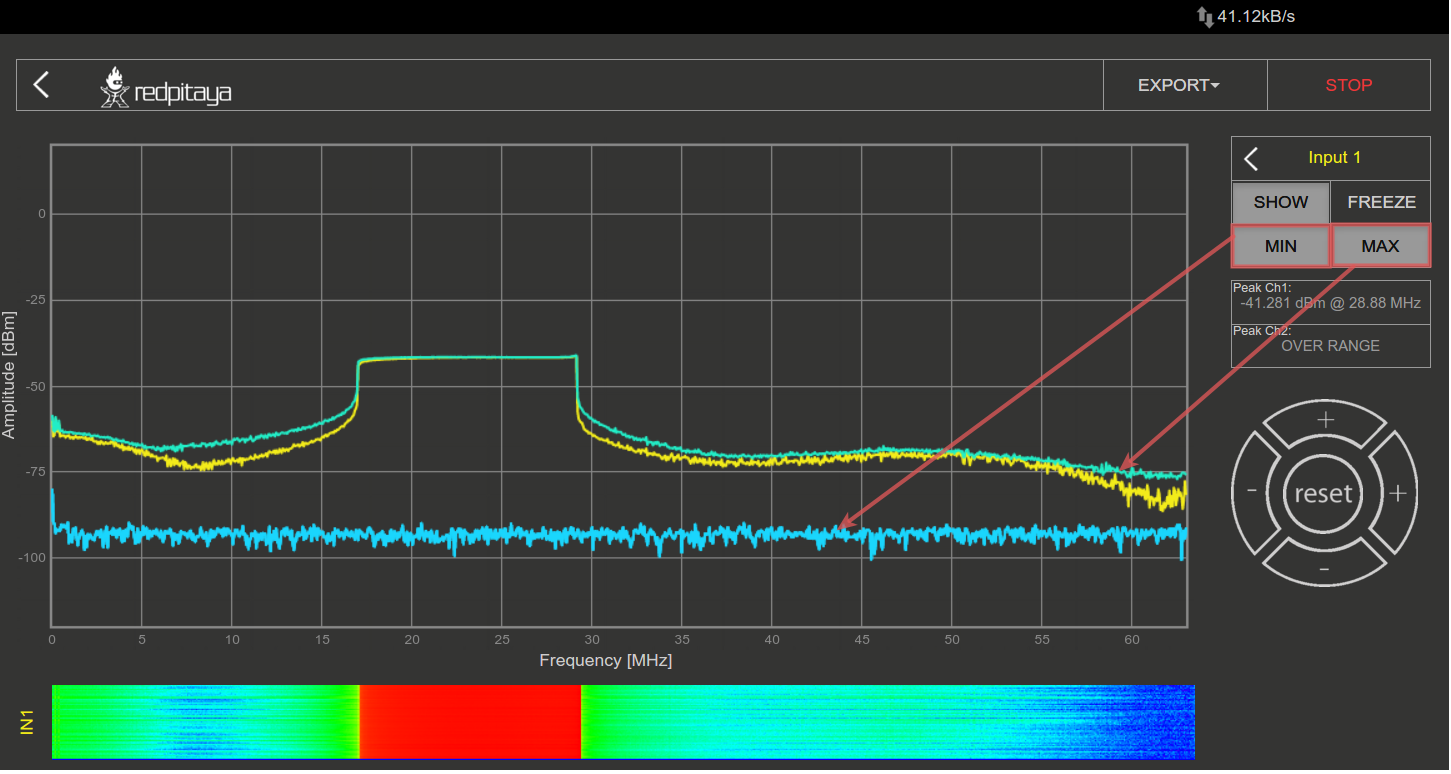 41.12kB/s
redpitaya
EXPORT
STOP
Input 1
SHOW FREEZE
MIN MAX
Peak Ch1:
-41.281 dBm @ 28.88 MHz
Peak Ch2:
OVER RANGE
+
- reset +
-
Amplitude [dBm]
0
-25
-50
-75
-100
0 5 10 15 20 25 30 35 40 45 50 55 60
Frequency [MHz]
IN1